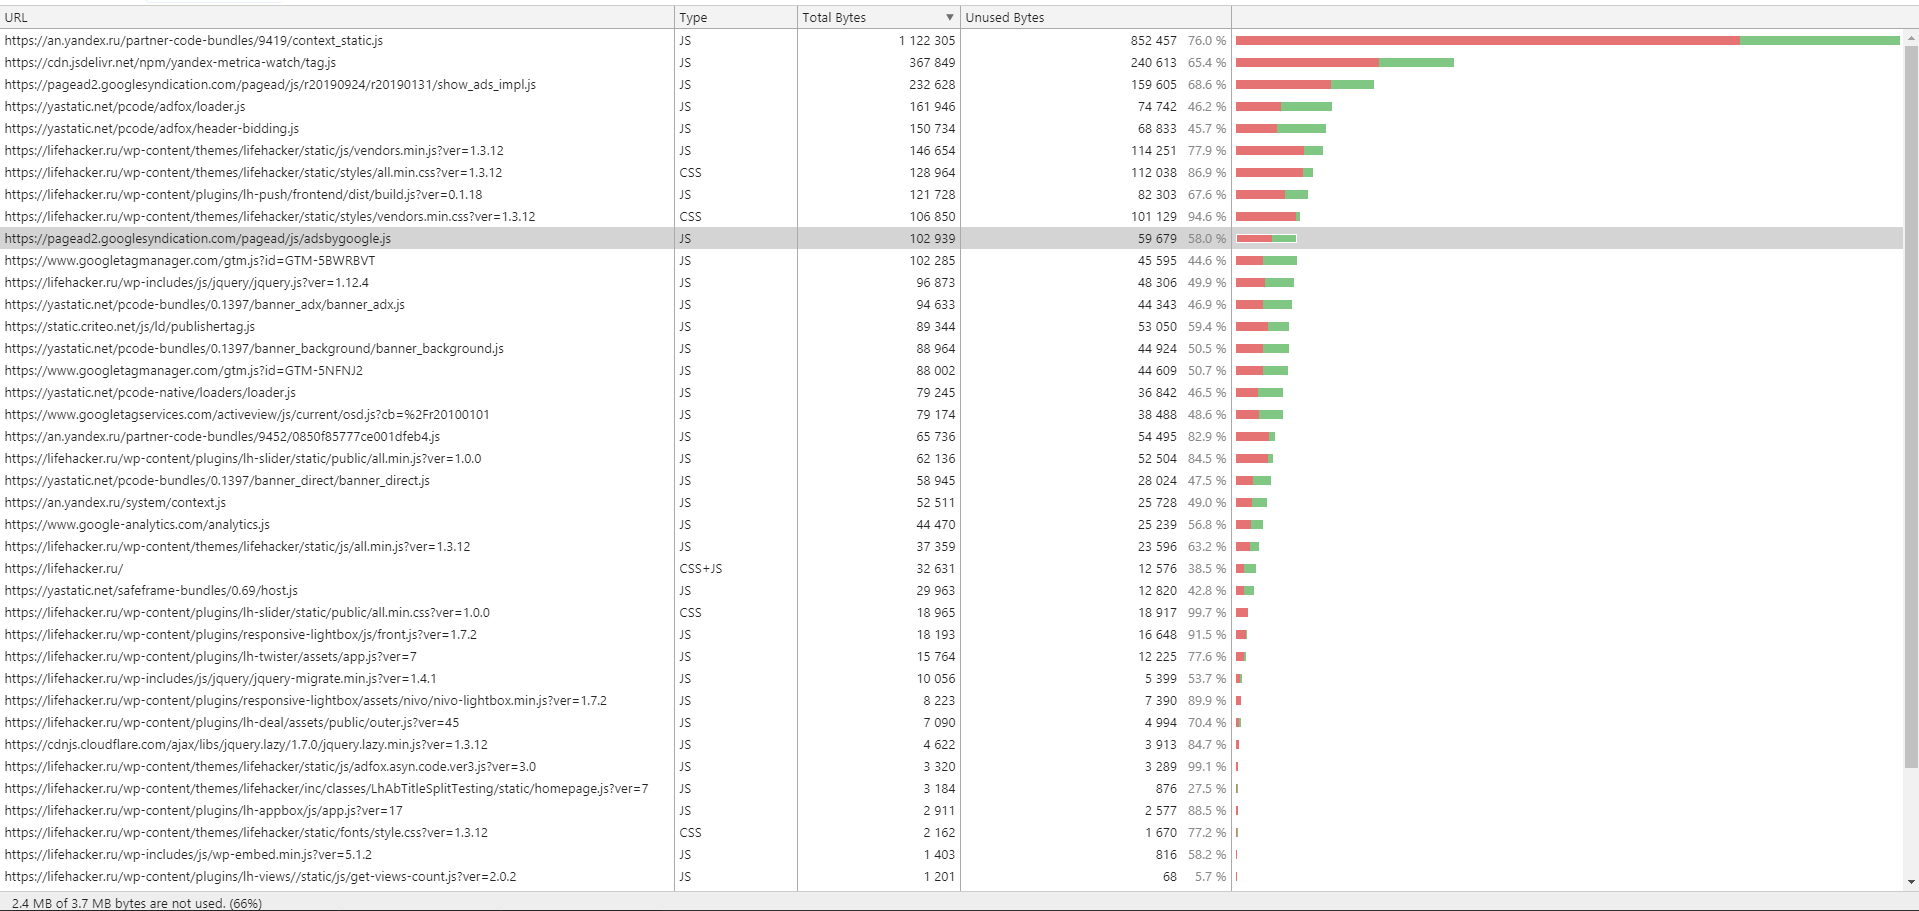 URL Type Total Bytes ▼ Unused Bytes
https://an.yandex.ru/partner-code-bundles/9419/context_static.js JS 1 122 305 852 457 76.0 %
https://cdn.jsdelivr.net/npm/yandex-metrica-watch/tag.js JS 367 849 240 613 65.4 %
https://pagead2.googlesyndication.com/pagead/js/r20190924/r20190131/show_ads_impl.js JS 232 628 159 605 68.6 %
https://yastatic.net/pcode/adfox/loader.js JS 161 946 74 742 46.2 %
https://yastatic.net/pcode/adfox/header-bidding.js JS 150 734 68 833 45.7 %
https://lifehacker.ru/wp-content/themes/lifehacker/static/js/vendors.min.js?ver=1.3.12 JS 146 654 114 251 77.9 %
https://lifehacker.ru/wp-content/themes/lifehacker/static/styles/all.min.css?ver=1.3.12 CSS 128 964 112 038 86.9 %
https://lifehacker.ru/wp-content/plugins/lh-push/frontend/dist/build.js?ver=0.1.18 JS 121 728 82 303 67.6 %
https://lifehacker.ru/wp-content/themes/lifehacker/static/styles/vendors.min.css?ver=1.3.12 CSS 106 850 101 129 94.6 %
https://pagead2.googlesyndication.com/pagead/js/adsbygoogle.js JS 102 939 59 679 58.0 %
https://www.googletagmanager.com/gtm.js?id=GTM-5BWRBVT JS 102 285 45 595 44.6 %
https://lifehacker.ru/wp-includes/js/jquery/jquery.js?ver=1.12.4 JS 96 873 48 306 49.9 %
https://yastatic.net/pcode-bundles/0.1397/banner_adx/banner_adx.js JS 94 633 44 343 46.9 %
https://static.criteo.net/js/ld/publishertag.js JS 89 344 53 050 59.4 %
https://yastatic.net/pcode-bundles/0.1397/banner_background/banner_background.js JS 88 964 44 924 50.5 %
https://www.googletagmanager.com/gtm.js?id=GTM-5NFNJ2 JS 88 002 44 609 50.7 %
https://yastatic.net/pcode-native/loaders/loader.js JS 79 245 36 842 46.5 %
https://www.googletagservices.com/activeview/js/current/osd.js?cb=%2Fr20100101 JS 79 174 38 488 48.6 %
https://an.yandex.ru/partner-code-bundles/9452/0850f85777ce001dfeb4.js JS 65 736 54 495 82.9 %
https://lifehacker.ru/wp-content/plugins/lh-slider/static/public/all.min.js?ver=1.0.0 JS 62 136 52 504 84.5 %
https://yastatic.net/pcode-bundles/0.1397/banner_direct/banner_direct.js JS 58 945 28 024 47.5 %
https://an.yandex.ru/system/context.js JS 52 511 25 728 49.0 %
https://www.google-analytics.com/analytics.js JS 44 470 25 239 56.8 %
https://lifehacker.ru/wp-content/themes/lifehacker/static/js/all.min.js?ver=1.3.12 JS 37 359 23 596 63.2 %
https://lifehacker.ru/ CSS+JS 32 631 12 576 38.5 %
https://yastatic.net/safeframe-bundles/0.69/host.js JS 29 963 12 820 42.8 %
https://lifehacker.ru/wp-content/plugins/lh-slider/static/public/all.min.css?ver=1.0.0 CSS 18 965 18 917 99.7 %
https://lifehacker.ru/wp-content/plugins/responsive-lightbox/js/front.js?ver=1.7.2 JS 18 193 16 648 91.5 %
https://lifehacker.ru/wp-content/plugins/lh-twister/assets/app.js?ver=7 JS 15 764 12 225 77.6 %
https://lifehacker.ru/wp-includes/js/jquery/jquery-migrate.min.js?ver=1.4.1 JS 10 056 5 399 53.7 %
https://lifehacker.ru/wp-content/plugins/responsive-lightbox/assets/nivo/nivo-lightbox.min.js?ver=1.7.2 JS 8 223 7 390 89.9 %
https://lifehacker.ru/wp-content/plugins/lh-deal/assets/public/outer.js?ver=45 JS 7 090 4 994 70.4 %
https://cdnjs.cloudflare.com/ajax/libs/jquery.lazy/1.7.0/jquery.lazy.min.js?ver=1.3.12 JS 4 622 3 913 84.7 %
https://lifehacker.ru/wp-content/themes/lifehacker/static/js/adfox.asyn.code.ver3.js?ver=3.0 JS 3 320 3 289 99.1 %
https://lifehacker.ru/wp-content/themes/lifehacker/inc/classes/LhAbTitleSplitTesting/static/homepage.js?ver=7 JS 3 184 876 27.5 %
https://lifehacker.ru/wp-content/plugins/lh-appbox/js/app.js?ver=17 JS 2 911 2 577 88.5 %
https://lifehacker.ru/wp-content/themes/lifehacker/static/fonts/style.css?ver=1.3.12 CSS 2 162 1 670 77.2 %
https://lifehacker.ru/wp-includes/js/wp-embed.min.js?ver=5.1.2 JS 1 403 816 58.2 %
https://lifehacker.ru/wp-content/plugins/lh-views//static/js/get-views-count.js?ver=2.0.2 JS 1 201 68 5.7 %
2.4 MB of 3.7 MB bytes are not used. (66%)